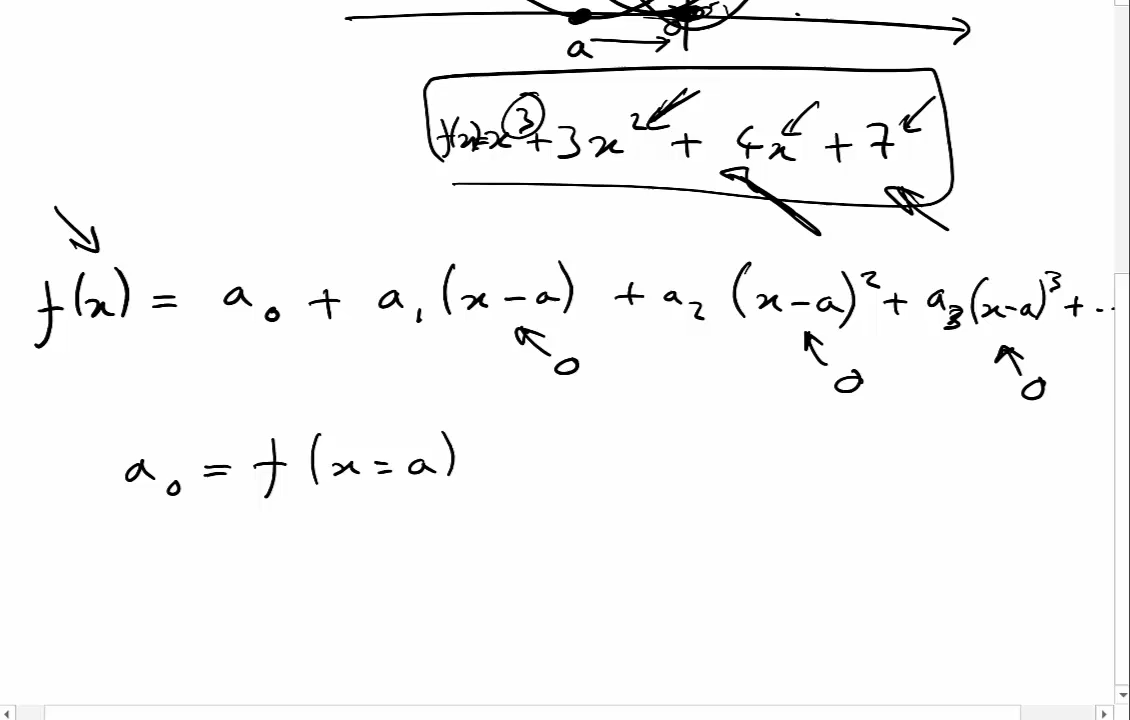 a
f(x)=x³+3x²+4x+7
f(x) = a₀ + a₁(x-a) + a₂(x-a)² + a₃(x-a)³ + ..
0 0 0
a₀ = f(x=a)